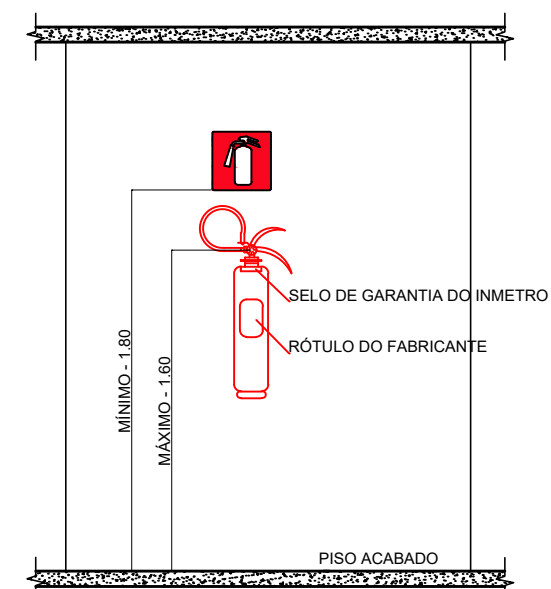 SELO DE GARANTIA DO INMETRO
RÓTULO DO FABRICANTE
MÍNIMO - 1.80
MÁXIMO - 1.60
PISO ACABADO